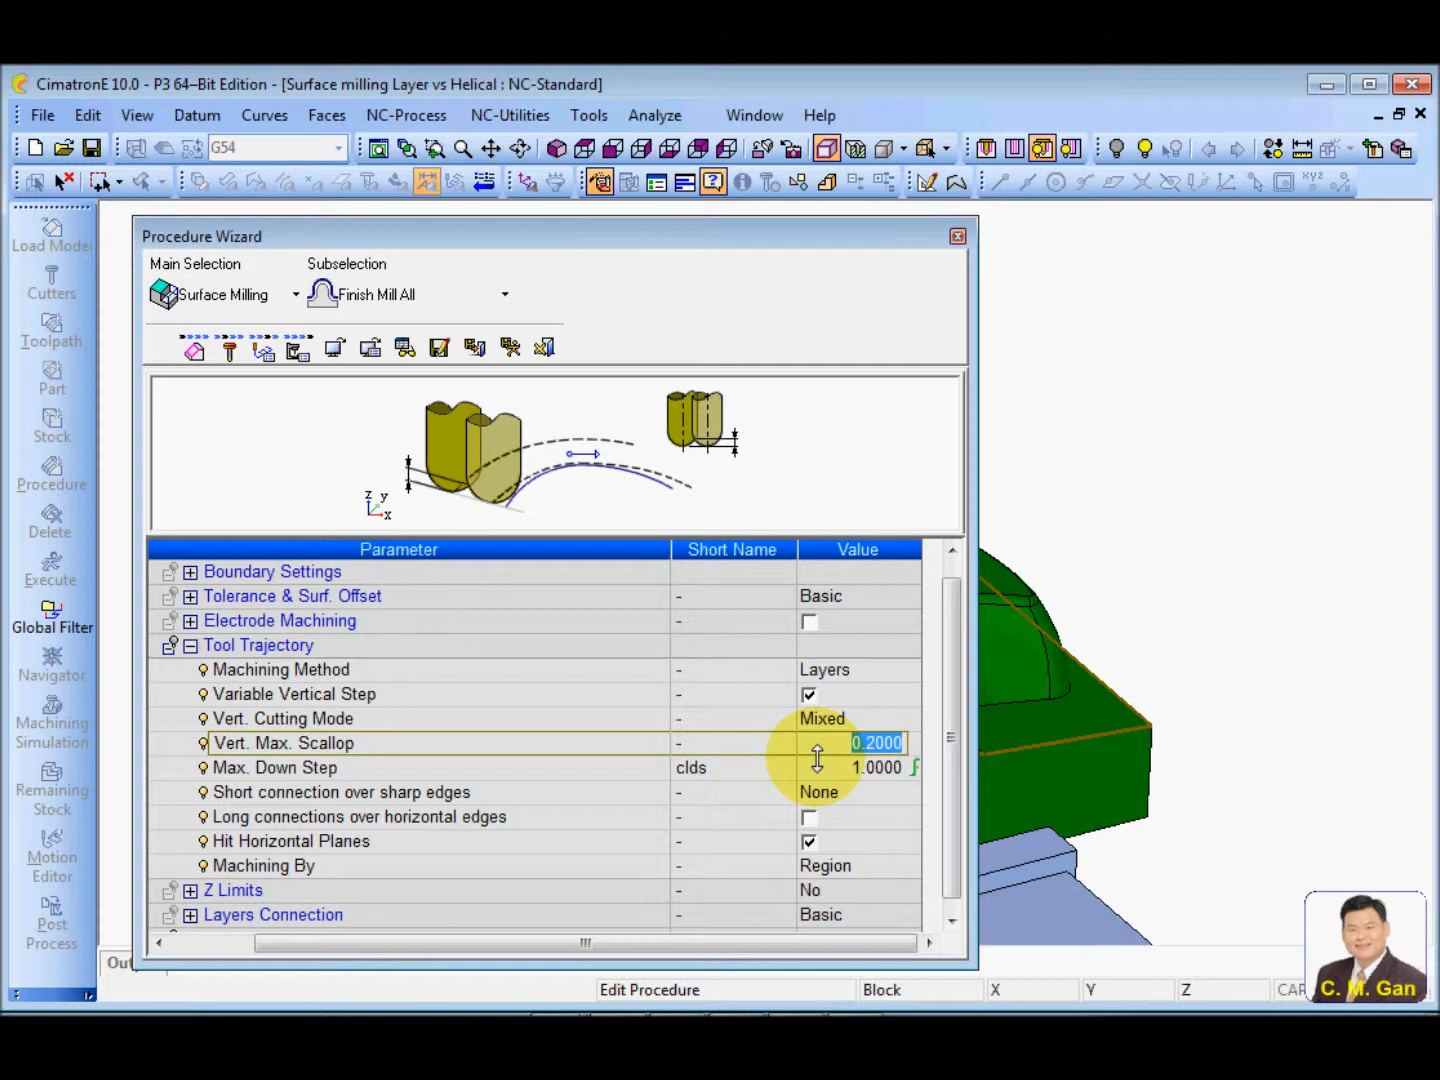 CimatronE 10.0 - P3 64–Bit Edition - [Surface milling Layer vs Helical : NC-Standard]
File Edit View Datum Curves Faces NC-Process NC-Utilities Tools Analyze Window Help
G54
XYZ
Load Model
Cutters
Toolpath
Part
Stock
Procedure
Delete
Execute
Global Filter
Navigator
Machining
Simulation
Remaining
Stock
Motion
Editor
Post
Process
Procedure Wizard
Main Selection Subselection
Surface Milling Finish Mill All
z y
x
Parameter Short Name Value
Boundary Settings
Tolerance & Surf. Offset - Basic
Electrode Machining -
Tool Trajectory
Machining Method - Layers
Variable Vertical Step -
Vert. Cutting Mode - Mixed
Vert. Max. Scallop - 0.2000
Max. Down Step clds 1.0000 f
Short connection over sharp edges - None
Long connections over horizontal edges -
Hit Horizontal Planes -
Machining By - Region
Z Limits - No
Layers Connection - Basic
Edit Procedure Block X Y Z
C. M. Gan